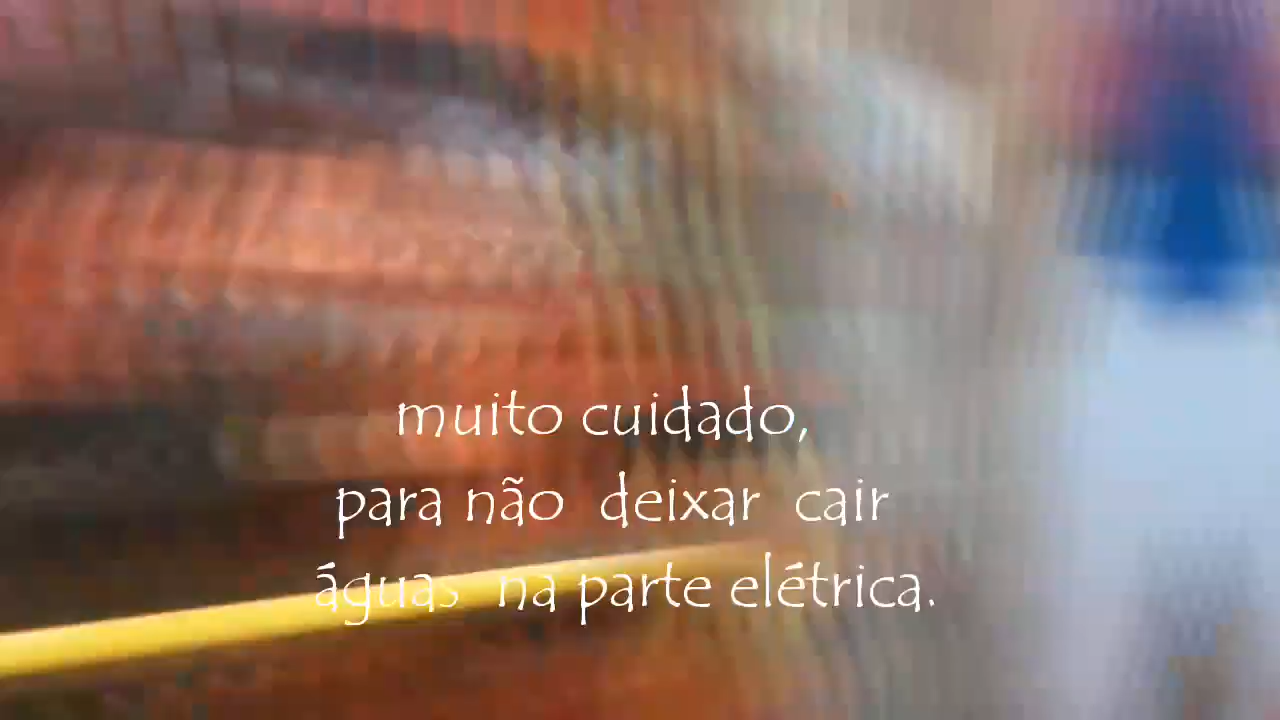 muito cuidado,
para não deixar cair
águas na parte elétrica.